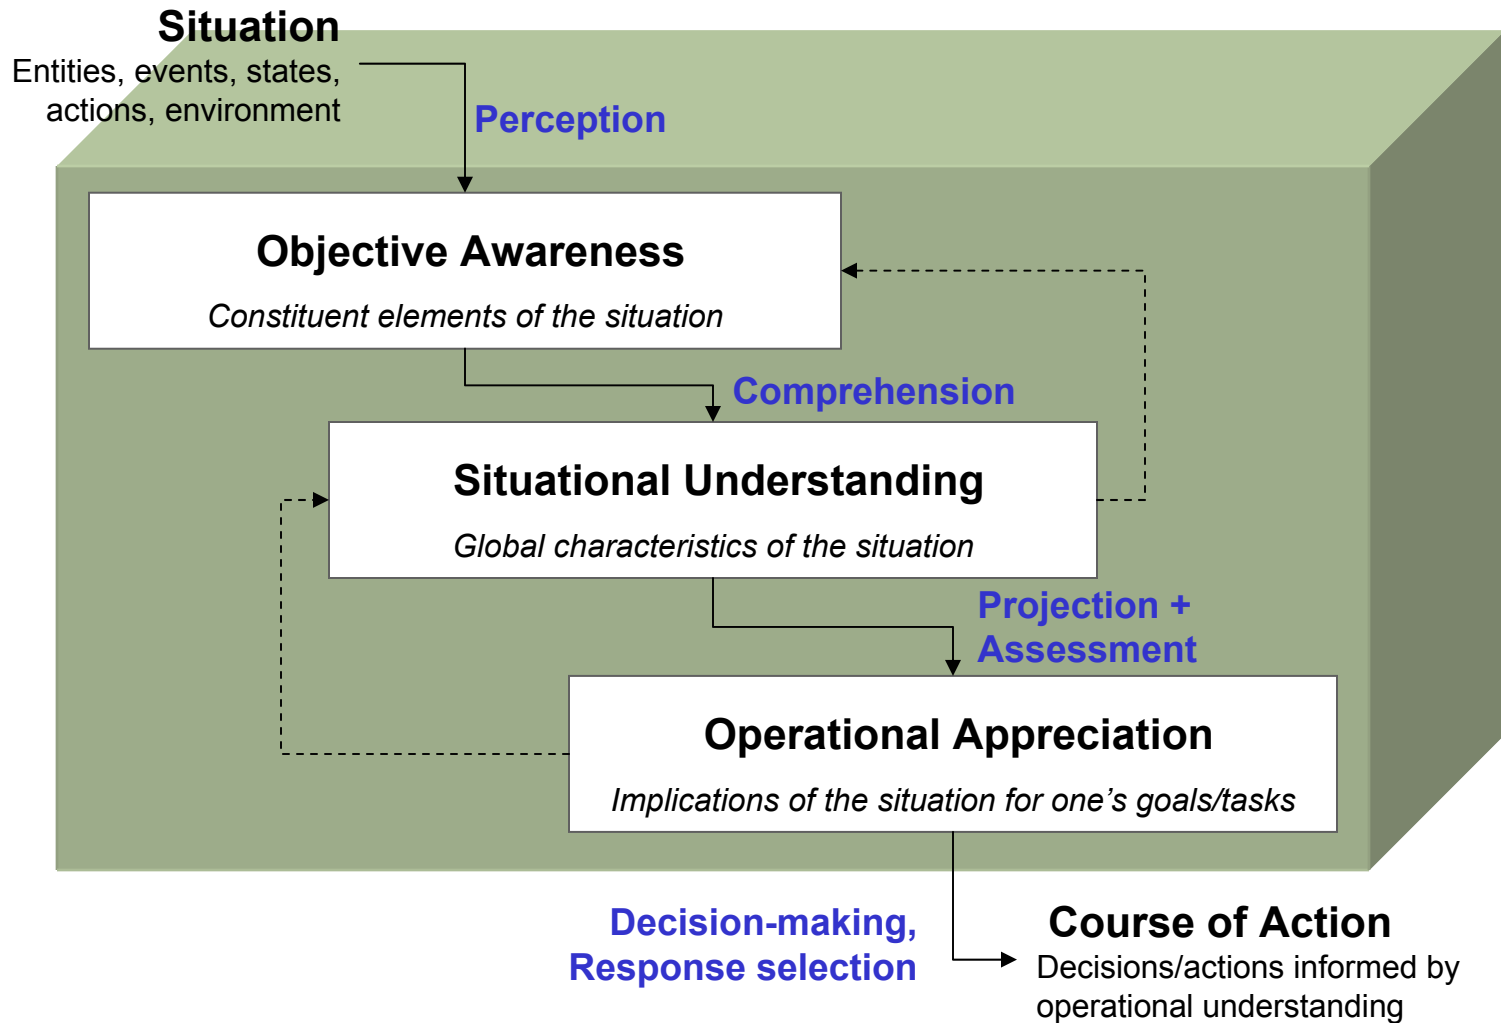 Situation
Entities, events, states,
actions, environment
Perception
Objective Awareness
Constituent elements of the situation
Comprehension
Situational Understanding
Global characteristics of the situation
Projection +
Assessment
Operational Appreciation
Implications of the situation for one’s goals/tasks
Decision-making,
Response selection
Course of Action
Decisions/actions informed by
operational understanding